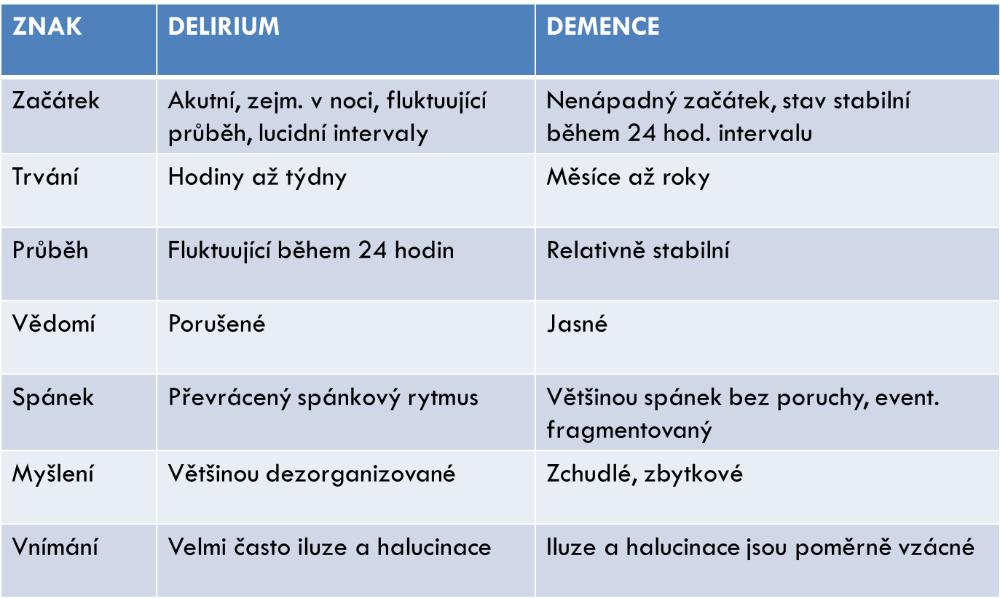 ZNAK DELIRIUM DEMENCE
Začátek Akutní, zejm. v noci, fluktuující Nenápadný začátek, stav stabilní
průběh, lucidní intervaly během 24 hod. intervalu
Trvání Hodiny až týdny Měsíce až roky
Průběh Fluktuující během 24 hodin Relativně stabilní
Vědomí Porušené Jasné
Spánek Převrácený spánkový rytmus Většinou spánek bez poruchy, event.
fragmentovaný
Myšlení Většinou dezorganizované Zchudlé, zbytkové
Vnímání Velmi často iluze a halucinace Iluze a halucinace jsou poměrně vzácné